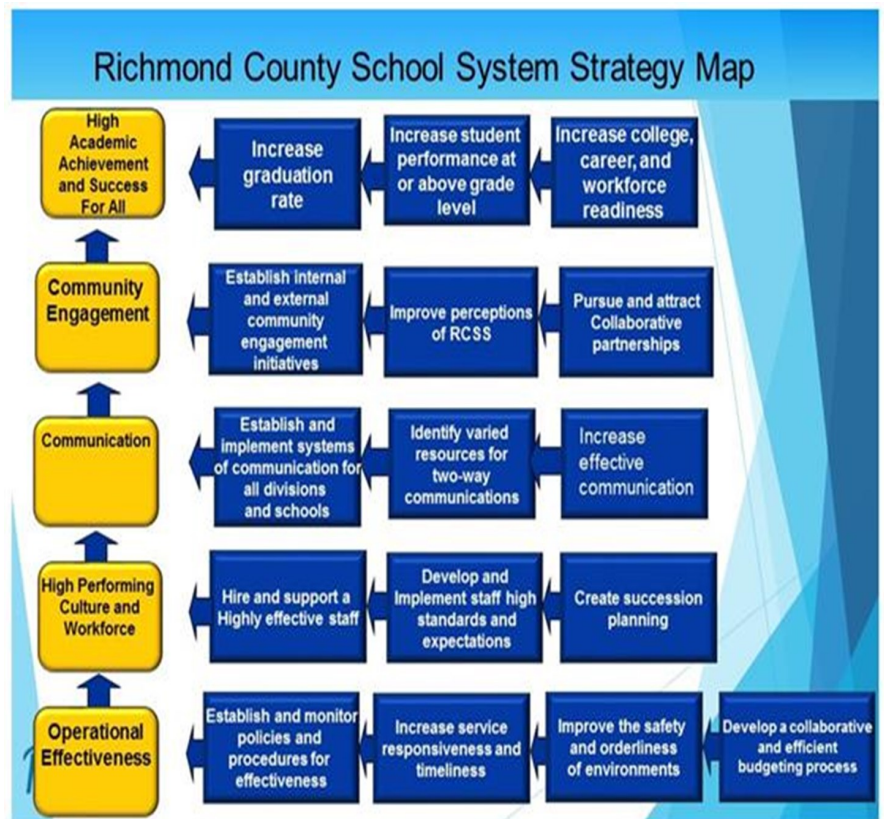 Richmond County School System Strategy Map
High
Academic
Achievement
and Success
For All
Increase
graduation
rate
Increase student
performance at
or above grade
level
Increase college,
career, and
workforce
readiness
Community
Engagement
Establish internal
and external
community
engagement
initiatives
Improve perceptions
of RCSS
Pursue and attract
Collaborative
partnerships
Communication
Establish and
implement systems
of communication for
all divisions
and schools
Identify varied
resources for
two-way
communications
Increase
effective
communication
High Performing
Culture and
Workforce
Hire and support a
Highly effective staff
Develop and
Implement staff high
standards and
expectations
Create succession
planning
Operational
Effectiveness
Establish and monitor
policies and
procedures for
effectiveness
Increase service
responsiveness and
timeliness
Improve the safety
and orderliness
of environments
Develop a collaborative
and efficient
budgeting process